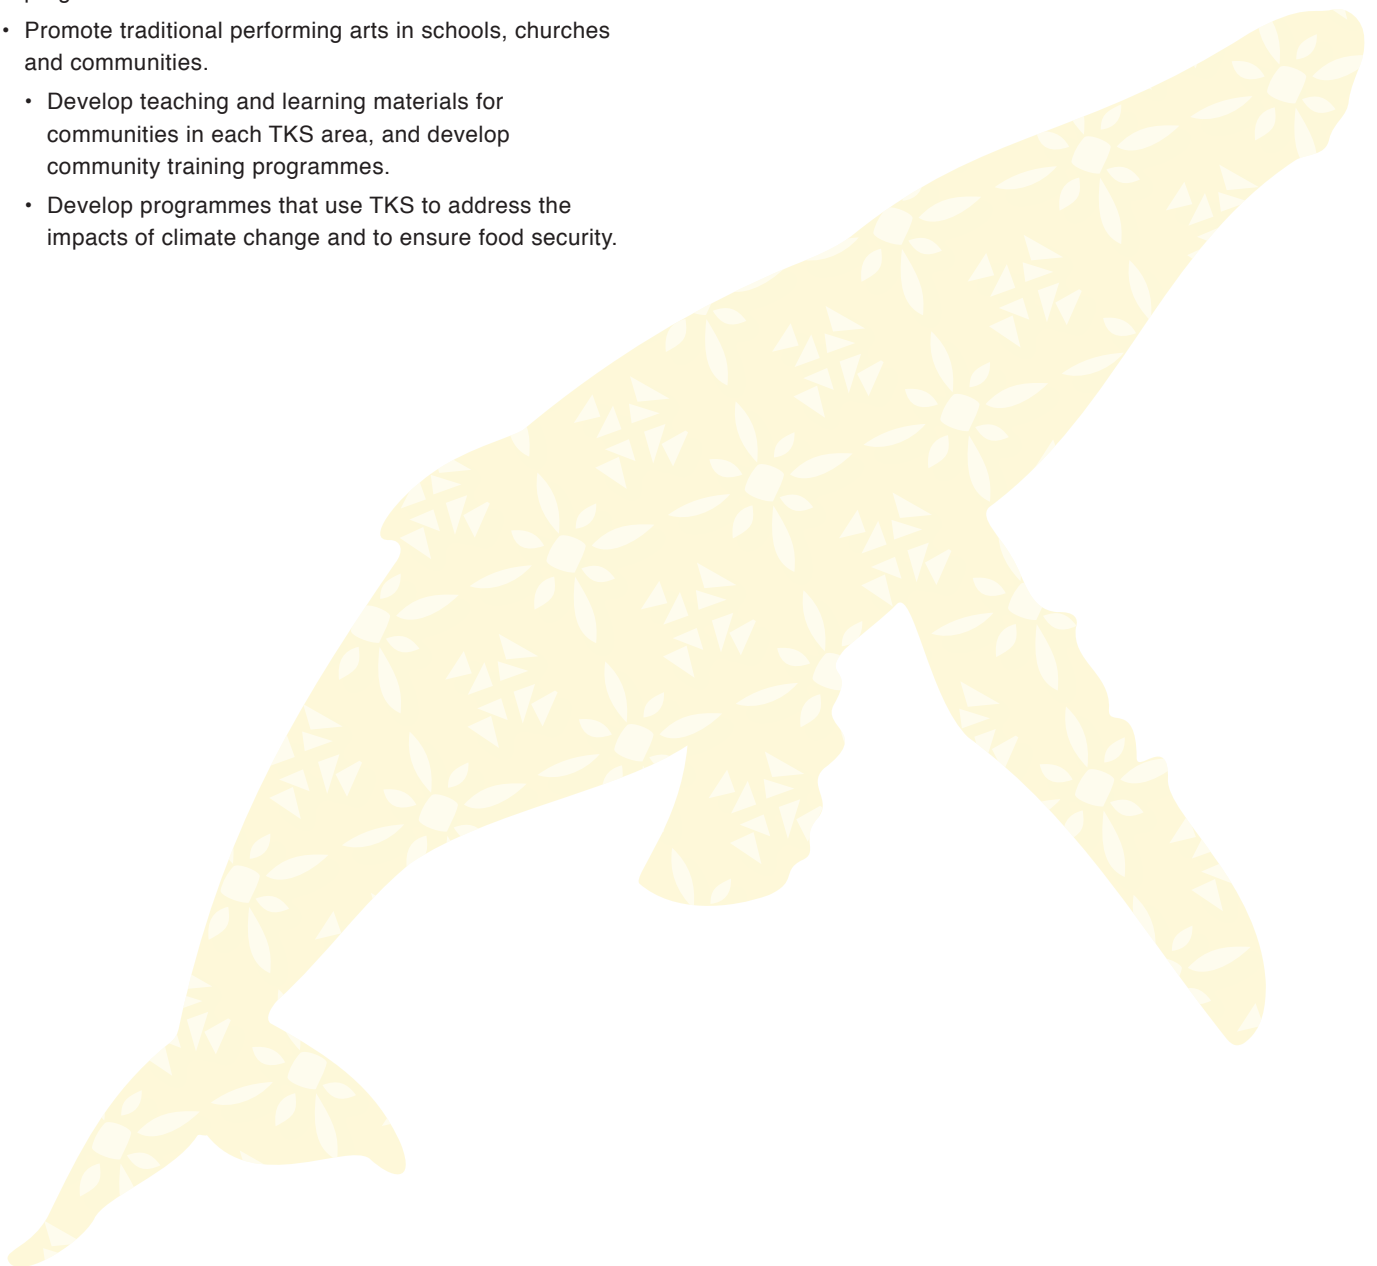 • Promote traditional performing arts in schools, churches
and communities.
• Develop teaching and learning materials for
communities in each TKS area, and develop
community training programmes.
• Develop programmes that use TKS to address the
impacts of climate change and to ensure food security.